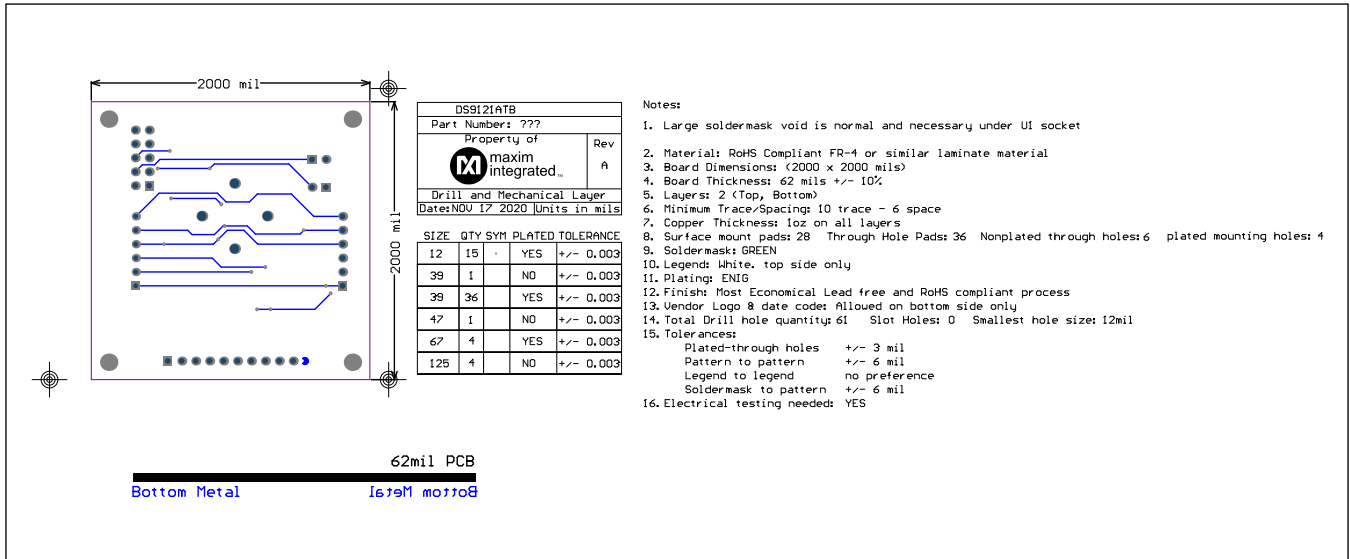 2000 mil
2000 mil
DS9121ATB
Part Number: ???
Property of
maxim integrated™
Rev
A
Drill and Mechanical Layer
Date: NOV 17 2020 Units in mils
SIZE QTY SYM PLATED TOLERANCE
12 15 YES +/- 0.003
39 1 NO +/- 0.003
39 36 YES +/- 0.003
47 1 NO +/- 0.003
67 4 YES +/- 0.003
125 4 NO +/- 0.003
Notes:
1. Large soldermask void is normal and necessary under U1 socket
2. Material: RoHS Compliant FR-4 or similar laminate material
3. Board Dimensions: (2000 x 2000 mils)
4. Board Thickness: 62 mils +/- 10%
5. Layers: 2 (Top, Bottom)
6. Minimum Trace/Spacing: 10 trace - 6 space
7. Copper Thickness: 1oz on all layers
8. Surface mount pads: 28 Through Hole Pads: 36 Nonplated through holes: 6 plated mounting holes: 4
9. Soldermask: GREEN
10. Legend: White, top side only
11. Plating: ENIG
12. Finish: Most Economical Lead free and RoHS compliant process
13. Vendor Logo & date code: Allowed on bottom side only
14. Total Drill hole quantity: 61 Slot Holes: 0 Smallest hole size: 12mil
15. Tolerances:
Plated-through holes +/- 3 mil
Pattern to pattern +/- 6 mil
Legend to legend no preference
Soldermask to pattern +/- 6 mil
16. Electrical testing needed: YES
62mil PCB
Bottom Metal Bottom Metal